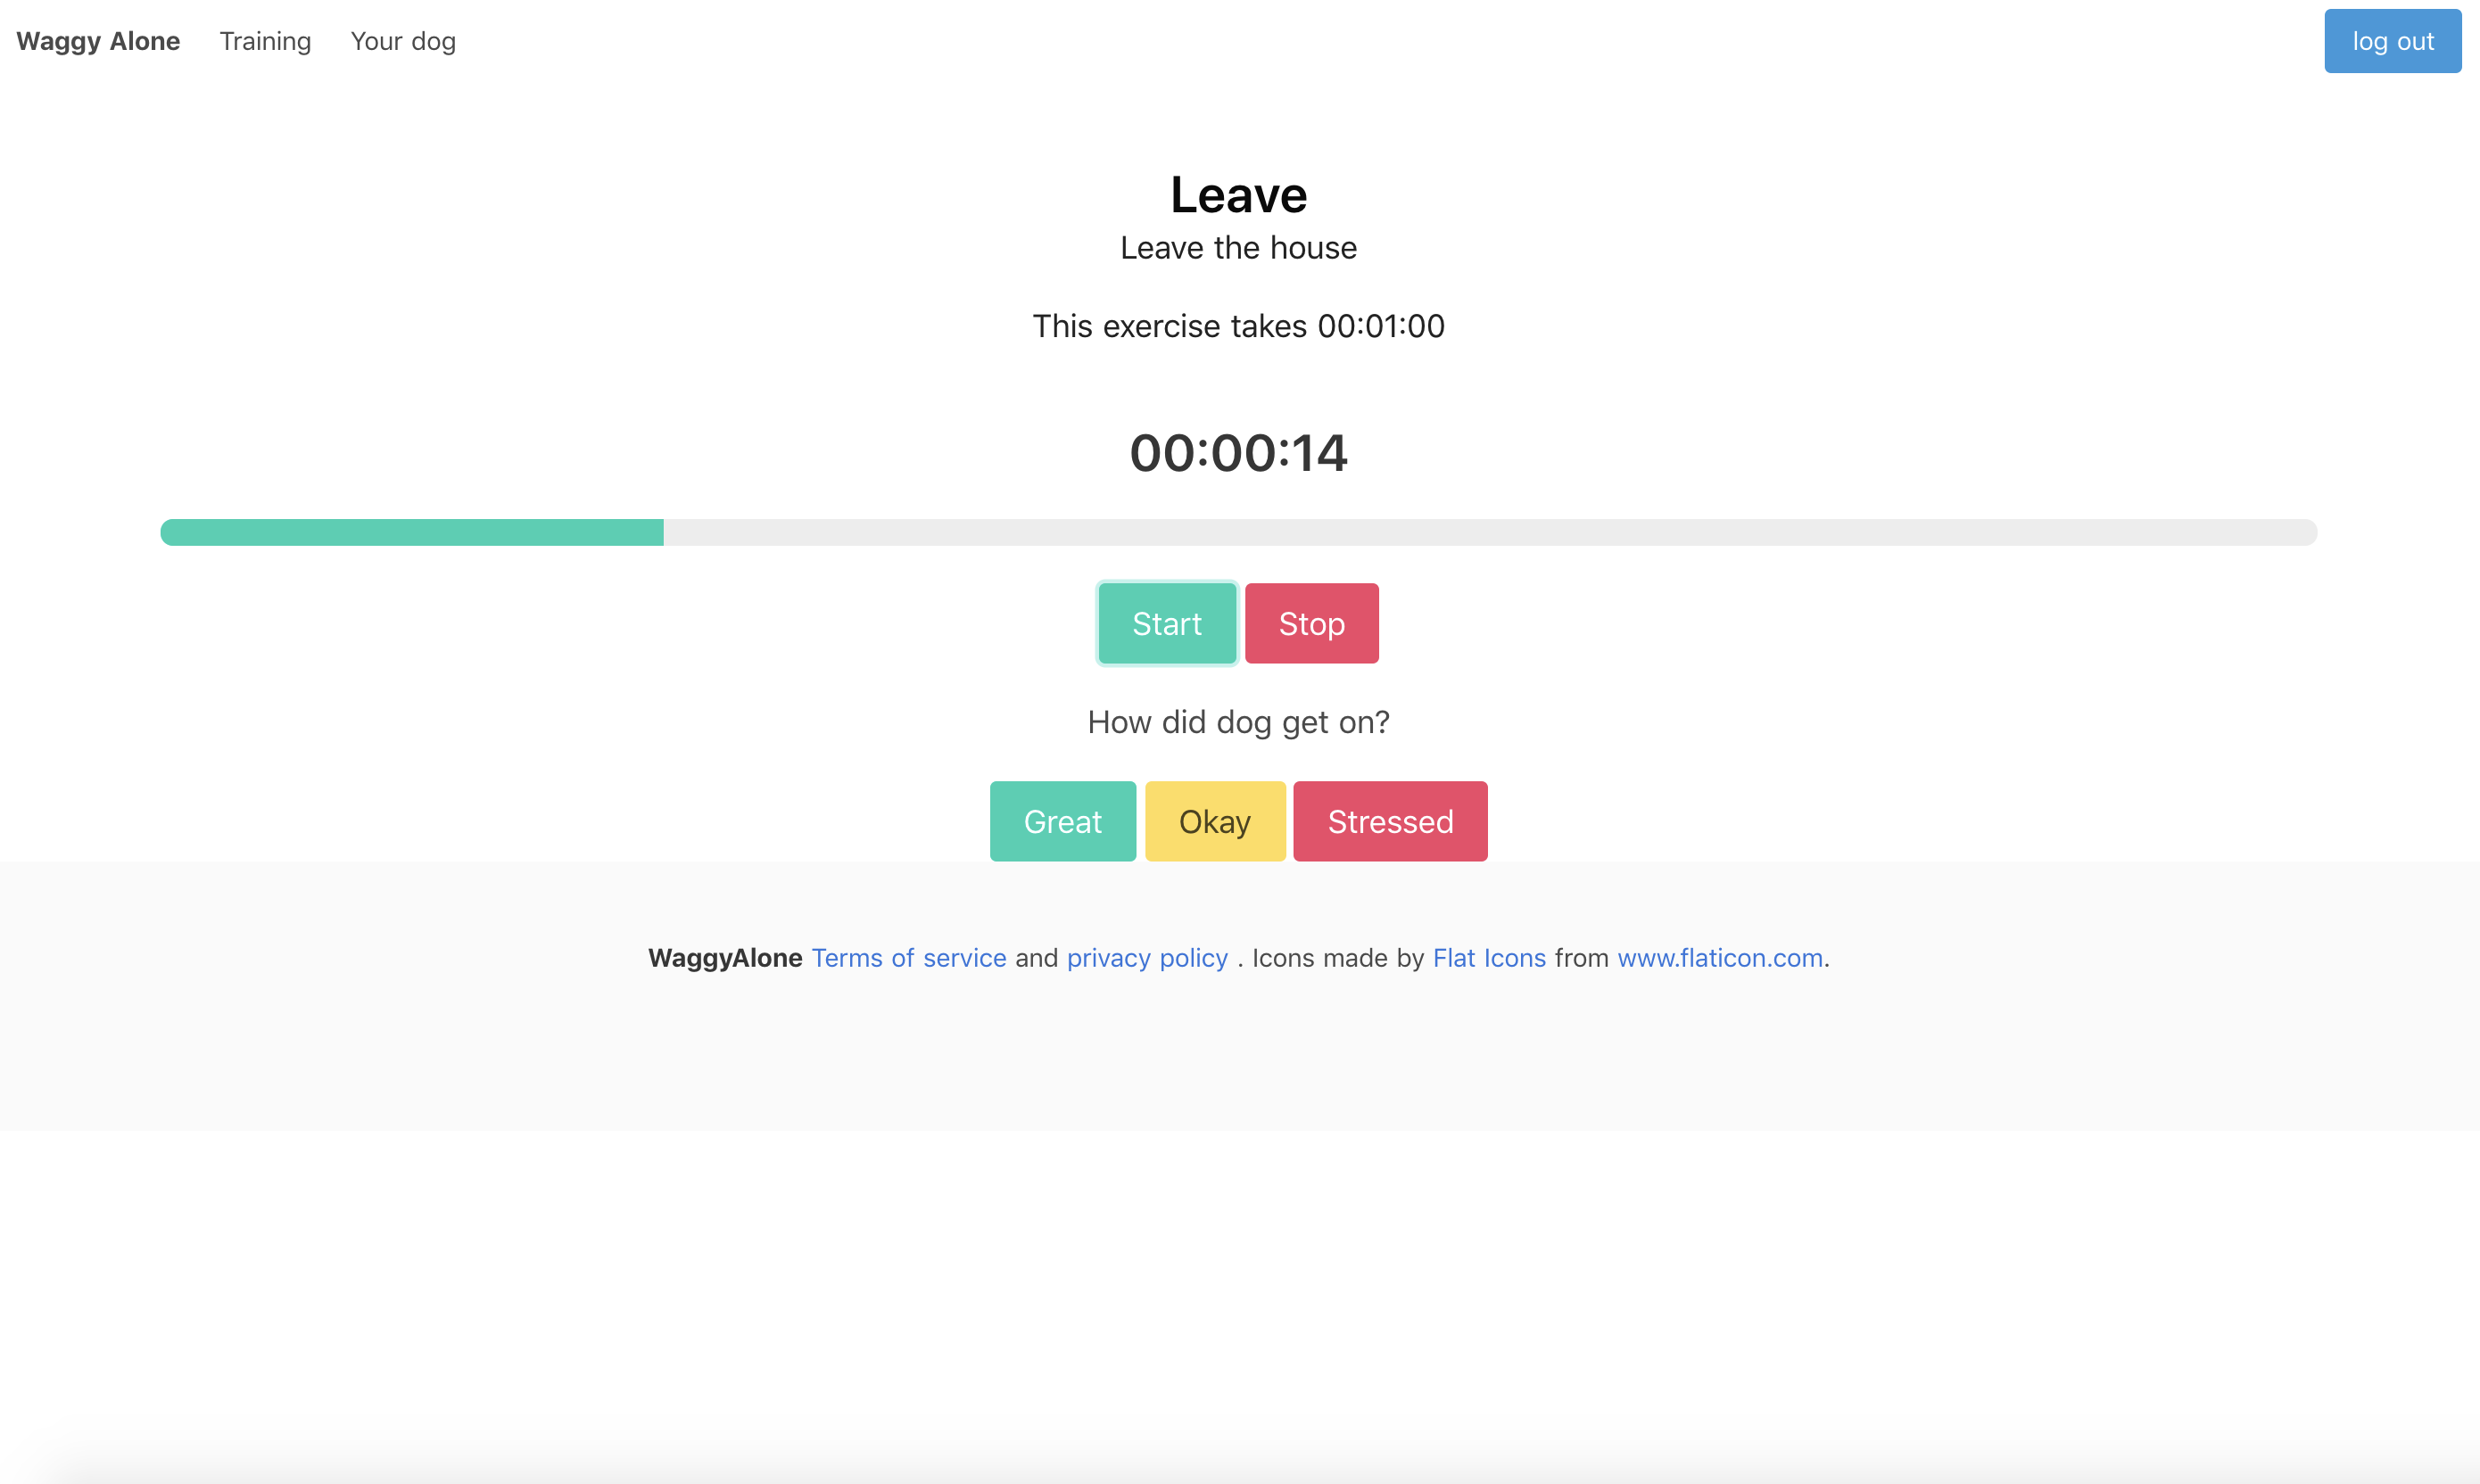 Waggy Alone Training Your dog log out
Leave
Leave the house
This exercise takes 00:01:00
00:00:14
Start Stop
How did dog get on?
Great Okay Stressed
WaggyAlone Terms of service and privacy policy . Icons made by Flat Icons from www.flaticon.com.